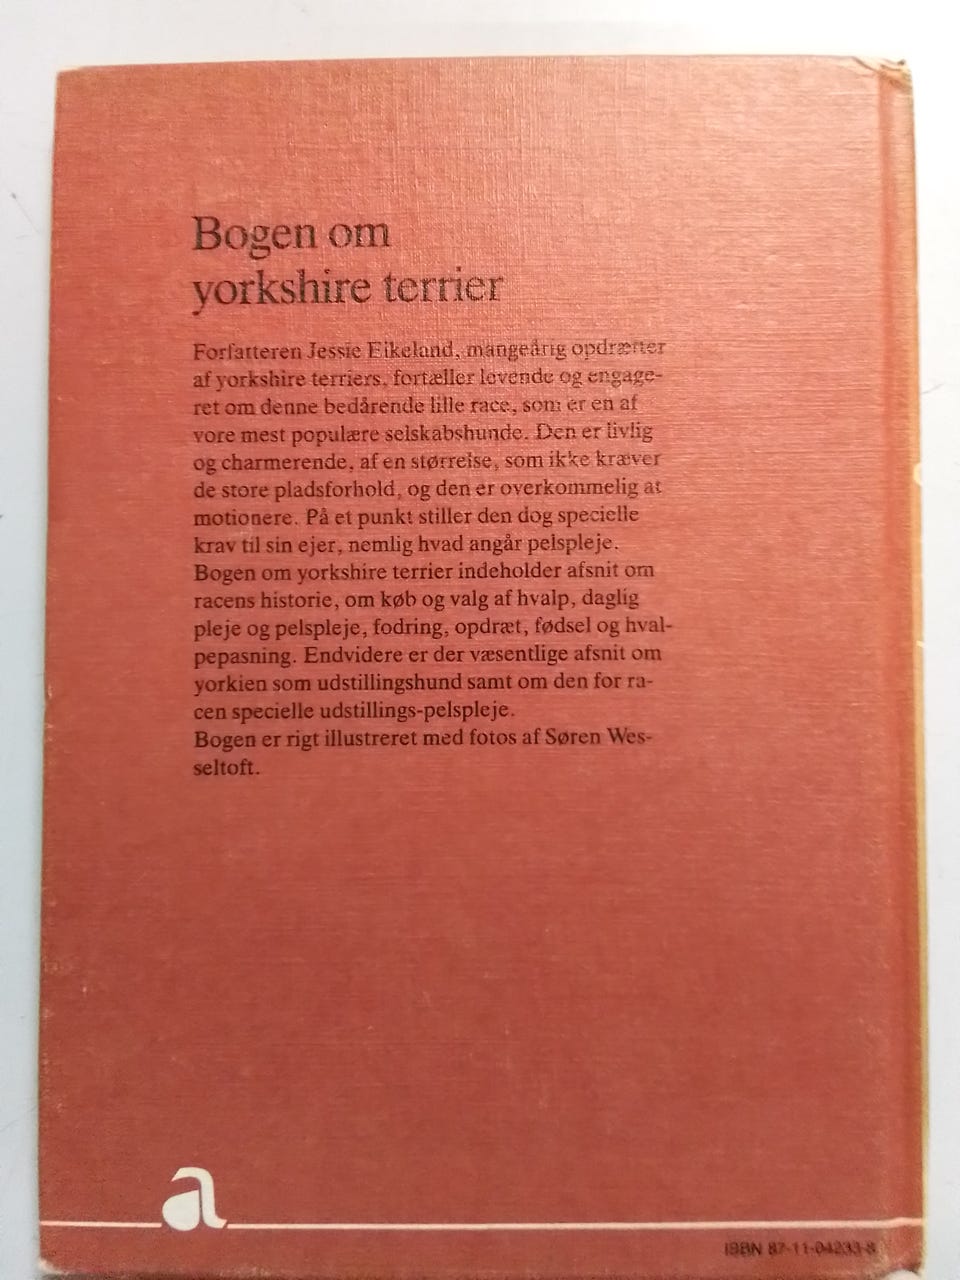 Bogen om
yorkshire terrier
Forfatteren Jessie Eikeland, mangeårig opdrætter
af yorkshire terriers, fortæller levende og engage-
ret om denne bedårende lille race, som er en af
vore mest populære selskabshunde. Den er livlig
og charmerende, af en størrelse, som ikke kræver
de store pladsforhold, og den er overkommelig at
motionere. På et punkt stiller den dog specielle
krav til sin ejer, nemlig hvad angår pelspleje.
Bogen om yorkshire terrier indeholder afsnit om
racens historie, om køb og valg af hvalp, daglig
pleje og pelspleje, fodring, opdræt, fødsel og hval-
pepasning. Endvidere er der væsentlige afsnit om
yorkien som udstillingshund samt om den for ra-
cen specielle udstillings-pelspleje.
Bogen er rigt illustreret med fotos af Søren Wes-
seltoft.
a
ISBN 87-11-04233-8